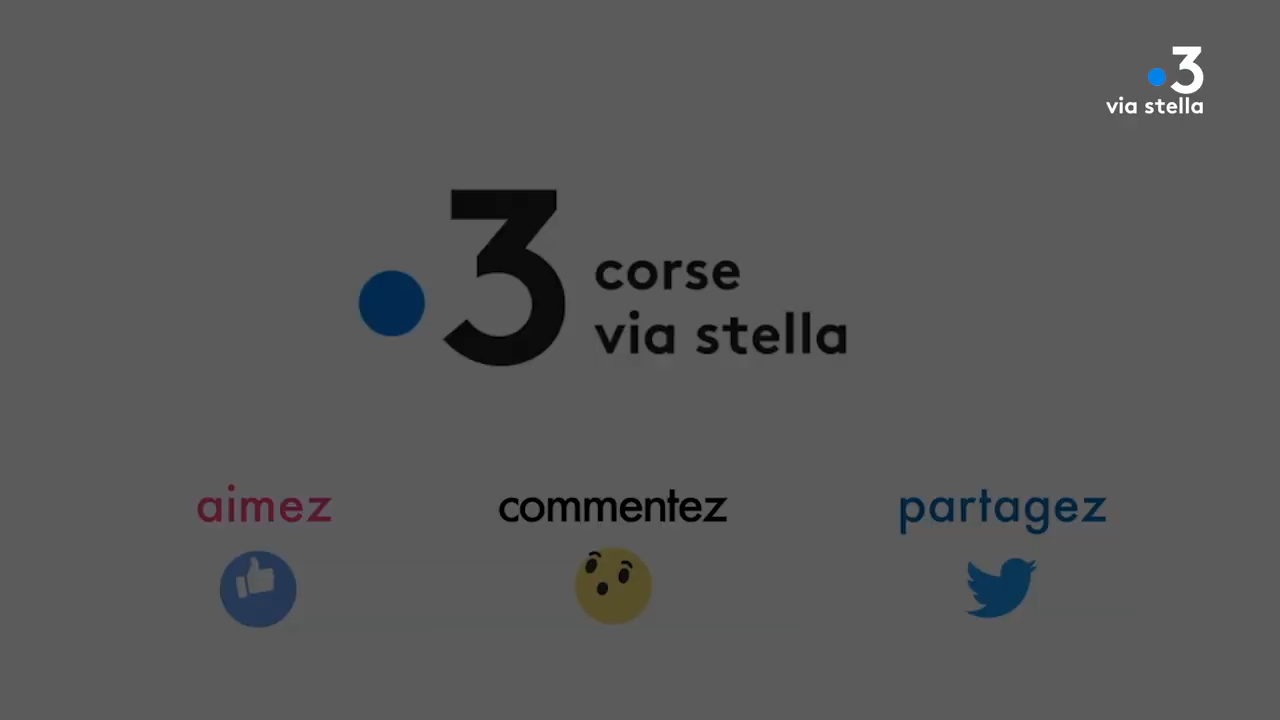 3
via stella
3
corse
via stella
aimez
commentez
partagez